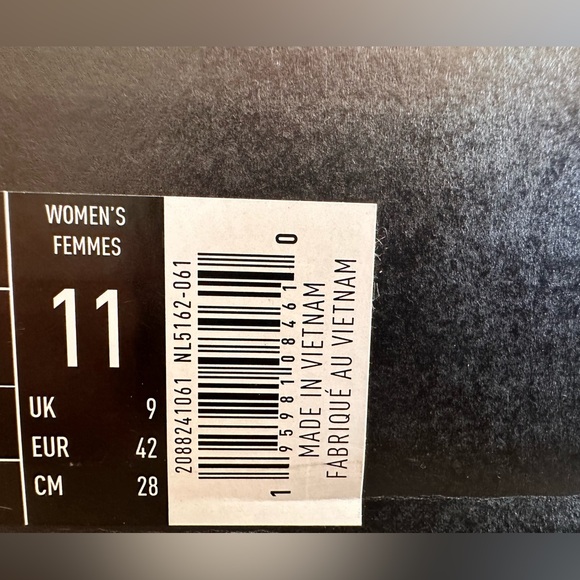 WOMEN'S
FEMMES
11
UK 9
EUR 42
CM 28
2088241061 NL5162-061
1 95981 08461 0
MADE IN VIETNAM
FABRIQUÉ AU VIETNAM